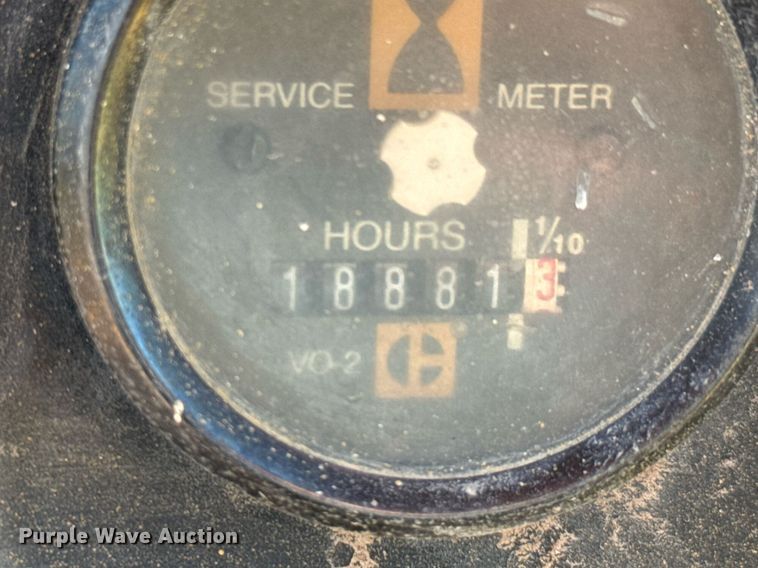 SERVICE METER
HOURS 1/10
188813
VO-2
Purple Wave Auction